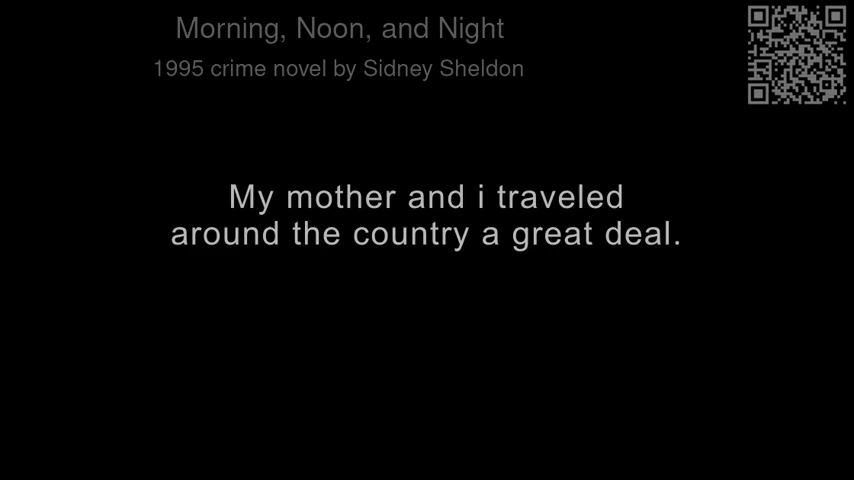 Morning, Noon, and Night
1995 crime novel by Sidney Sheldon
My mother and i traveled
around the country a great deal.